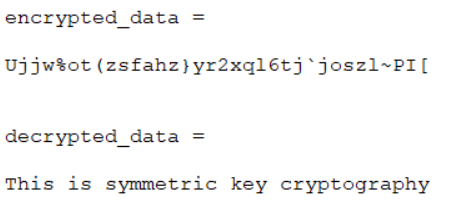 encrypted_data =
Ujjw%ot(zsfahz}yr2xql6tj`joszl~PI[
decrypted_data =
This is symmetric key cryptography